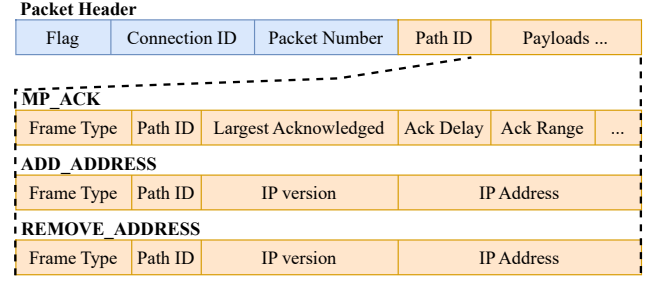 Packet Header
Flag Connection ID Packet Number Path ID Payloads ...
MP_ACK
Frame Type Path ID Largest Acknowledged Ack Delay Ack Range ...
ADD_ADDRESS
Frame Type Path ID IP version IP Address
REMOVE_ADDRESS
Frame Type Path ID IP version IP Address